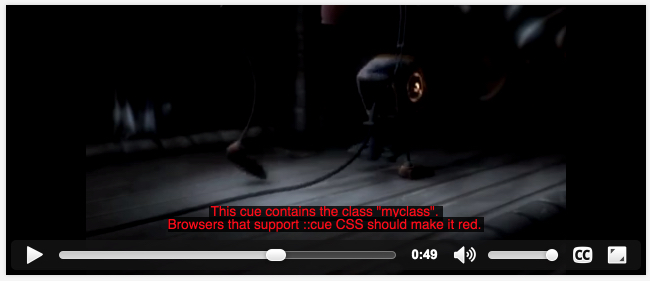 This cue contains the class "myclass".
Browsers that support ::cue CSS should make it red.
0:49
CC